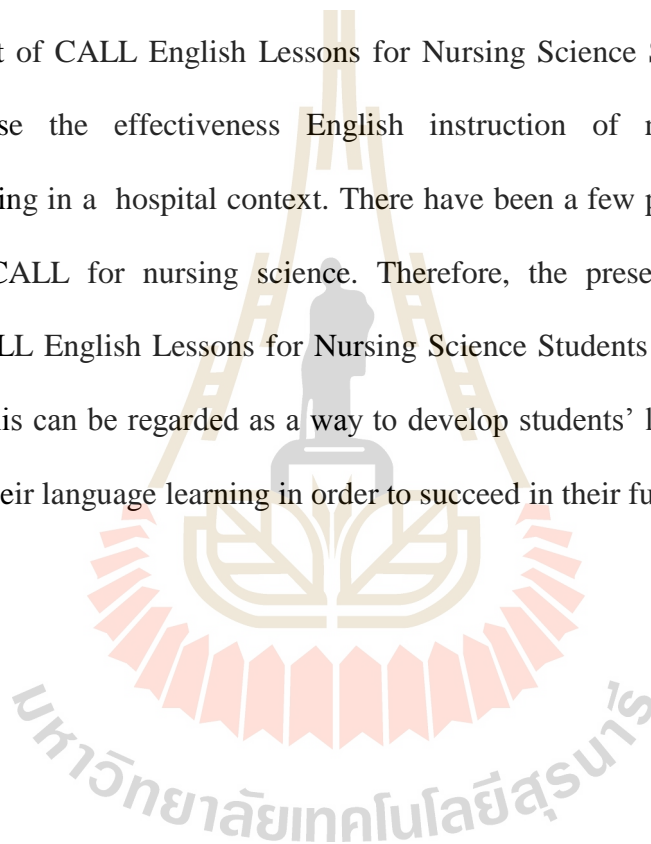 t of CALL English Lessons for Nursing Science S
se the effectiveness English instruction of r
ing in a hospital context. There have been a few p
CALL for nursing science. Therefore, the prese
LL English Lessons for Nursing Science Students
his can be regarded as a way to develop students’ l
eir language learning in order to succeed in their fu
มหาวิทยาลัยเทคโนโลยีสุรนารี